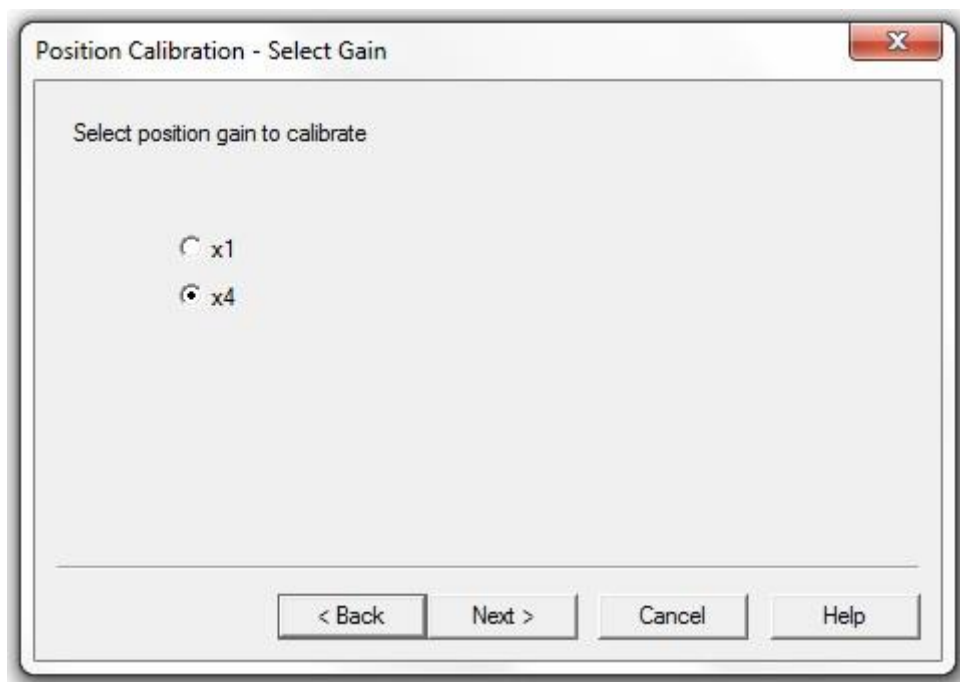 Position Calibration - Select Gain
Select position gain to calibrate
x1
x4
< Back Next > Cancel Help